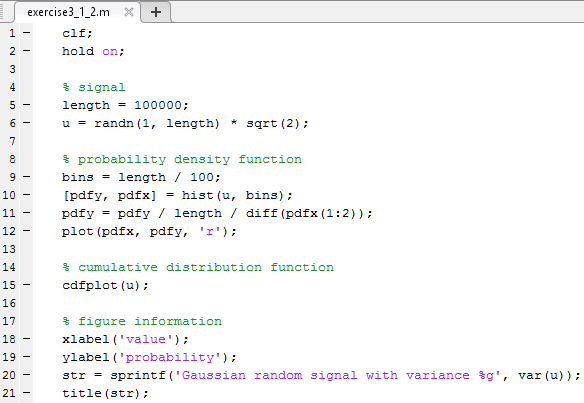 exercise3_1_2.m × +
1 – clf;
2 – hold on;
3
4 % signal
5 – length = 100000;
6 – u = randn(1, length) * sqrt(2);
7
8 % probability density function
9 – bins = length / 100;
10 – [pdfy, pdfx] = hist(u, bins);
11 – pdfy = pdfy / length / diff(pdfx(1:2));
12 – plot(pdfx, pdfy, 'r');
13
14 % cumulative distribution function
15 – cdfplot(u);
16
17 % figure information
18 – xlabel('value');
19 – ylabel('probability');
20 – str = sprintf('Gaussian random signal with variance %g', var(u));
21 – title(str);